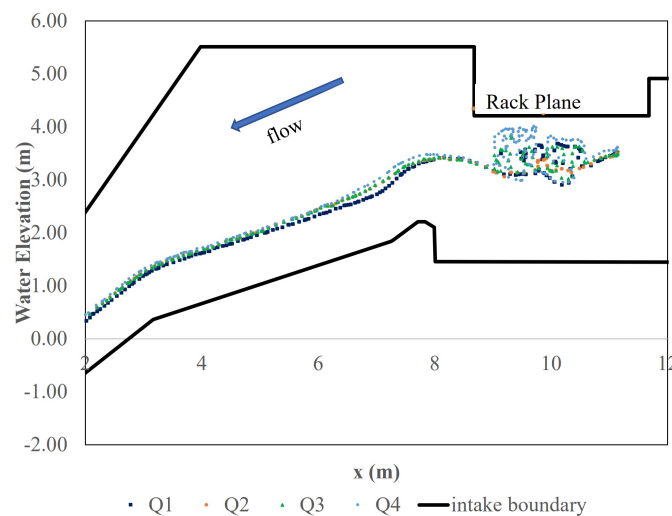 6.00
5.00
4.00
3.00
2.00
1.00
0.00
-1.00
-2.00
Water Elevation (m)
flow
Rack Plane
2 4 6 8 10 12
x (m)
Q1 Q2 Q3 Q4 intake boundary